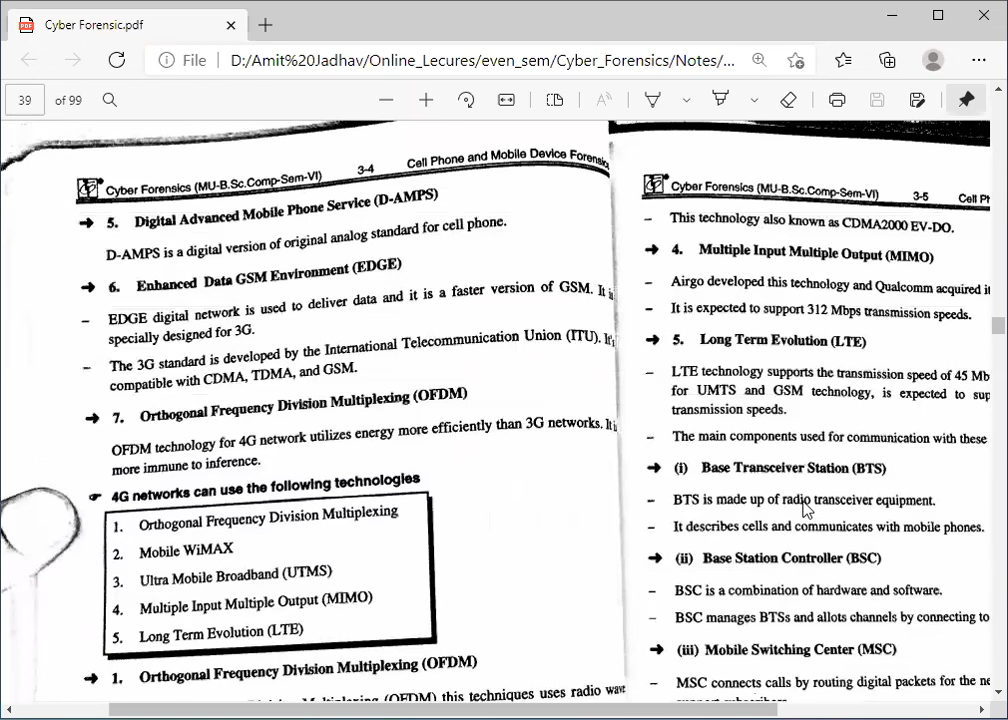 Cyber Forensic.pdf
File
D:/Amit%20Jadhav/Online_Lecures/even_sem/Cyber_Forensics/Notes/...
39 of 99
Cyber Forensics (MU-B.Sc.Comp-Sem-VI) 3-4 Cell Phone and Mobile Device Forensic
5. Digital Advanced Mobile Phone Service (D-AMPS)
D-AMPS is a digital version of original analog standard for cell phone.
6. Enhanced Data GSM Environment (EDGE)
– EDGE digital network is used to deliver data and it is a faster version of GSM. It is
specially designed for 3G.
– The 3G standard is developed by the International Telecommunication Union (ITU). It's
compatible with CDMA, TDMA, and GSM.
7. Orthogonal Frequency Division Multiplexing (OFDM)
OFDM technology for 4G network utilizes energy more efficiently than 3G networks. It is
more immune to inference.
4G networks can use the following technologies
1. Orthogonal Frequency Division Multiplexing
2. Mobile WiMAX
3. Ultra Mobile Broadband (UTMS)
4. Multiple Input Multiple Output (MIMO)
5. Long Term Evolution (LTE)
1. Orthogonal Frequency Division Multiplexing (OFDM)
Multiplexing (OFDM) this techniques uses radio wave
Cyber Forensics (MU-B.Sc.Comp-Sem-VI) 3-5 Cell Ph
– This technology also known as CDMA2000 EV-DO.
4. Multiple Input Multiple Output (MIMO)
– Airgo developed this technology and Qualcomm acquired it
– It is expected to support 312 Mbps transmission speeds.
5. Long Term Evolution (LTE)
– LTE technology supports the transmission speed of 45 Mb
for UMTS and GSM technology, is expected to sup
transmission speeds.
– The main components used for communication with these
(i) Base Transceiver Station (BTS)
– BTS is made up of radio transceiver equipment.
– It describes cells and communicates with mobile phones.
(ii) Base Station Controller (BSC)
– BSC is a combination of hardware and software.
– BSC manages BTSs and allots channels by connecting to
(iii) Mobile Switching Center (MSC)
– MSC connects calls by routing digital packets for the ne